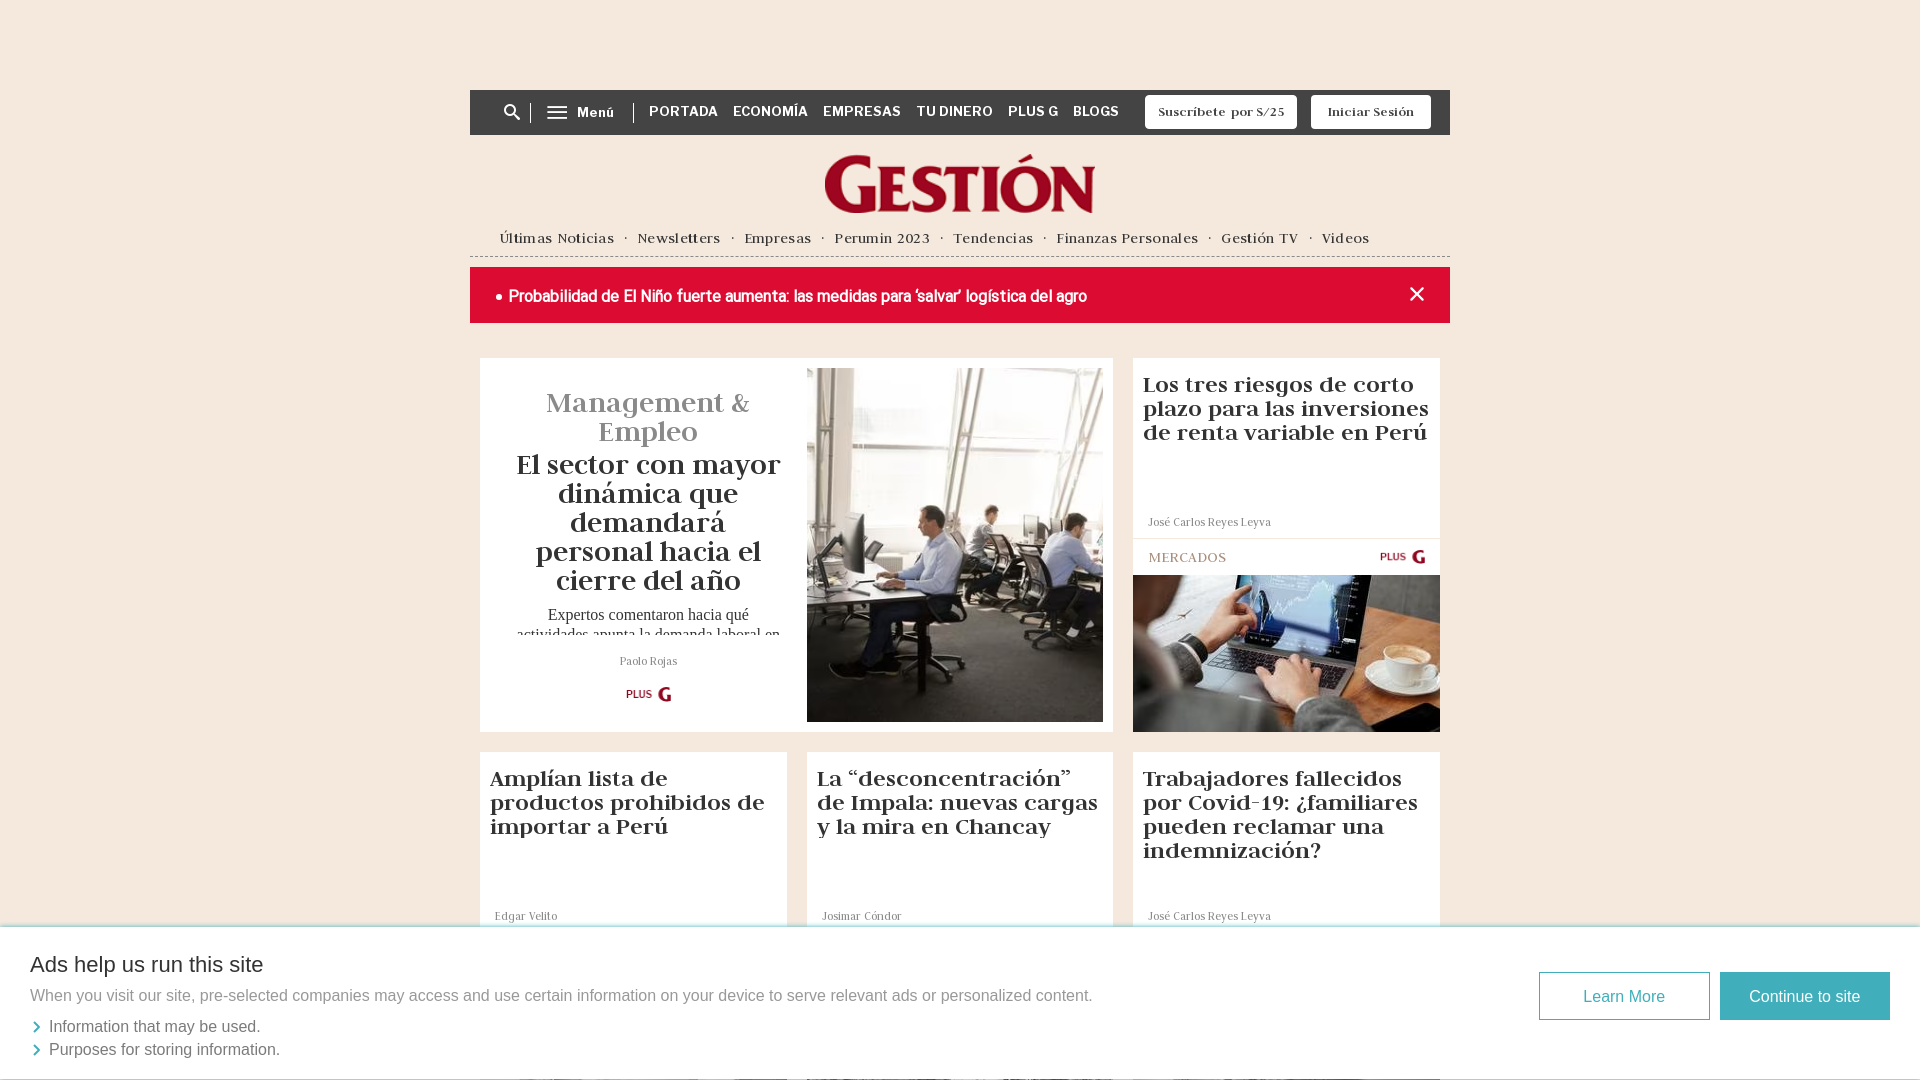 Menú
PORTADA
ECONOMÍA
EMPRESAS
TU DINERO
PLUS G
BLOGS
Suscríbete por S/25
Iniciar Sesión
GESTIÓN
Últimas Noticias · Newsletters · Empresas · Perumin 2023 · Tendencias · Finanzas Personales · Gestión TV · Videos
Probabilidad de El Niño fuerte aumenta: las medidas para ‘salvar’ logística del agro
Management &
Empleo
El sector con mayor
dinámica que
demandará
personal hacia el
cierre del año
Expertos comentaron hacia qué
actividades apunta la demanda laboral en
Paolo Rojas
PLUS G
Los tres riesgos de corto
plazo para las inversiones
de renta variable en Perú
José Carlos Reyes Leyva
MERCADOS
PLUS G
Amplían lista de
productos prohibidos de
importar a Perú
Edgar Velito
La “desconcentración”
de Impala: nuevas cargas
y la mira en Chancay
Josimar Cóndor
Trabajadores fallecidos
por Covid-19: ¿familiares
pueden reclamar una
indemnización?
José Carlos Reyes Leyva
Ads help us run this site
When you visit our site, pre-selected companies may access and use certain information on your device to serve relevant ads or personalized content.
Information that may be used.
Purposes for storing information.
Learn More
Continue to site